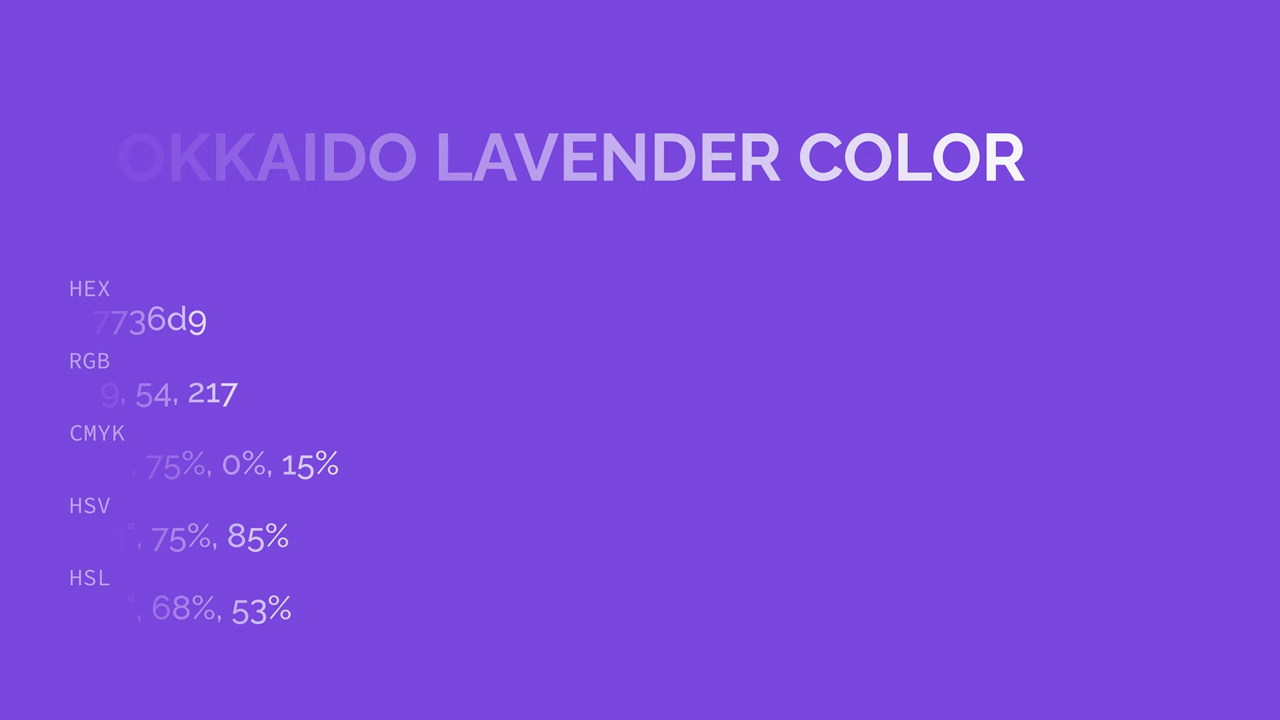 OKKAIDO LAVENDER COLOR
HEX
7736d9
RGB
9, 54, 217
CMYK
, 75%, 0%, 15%
HSV
°, 75%, 85%
HSL
°, 68%, 53%